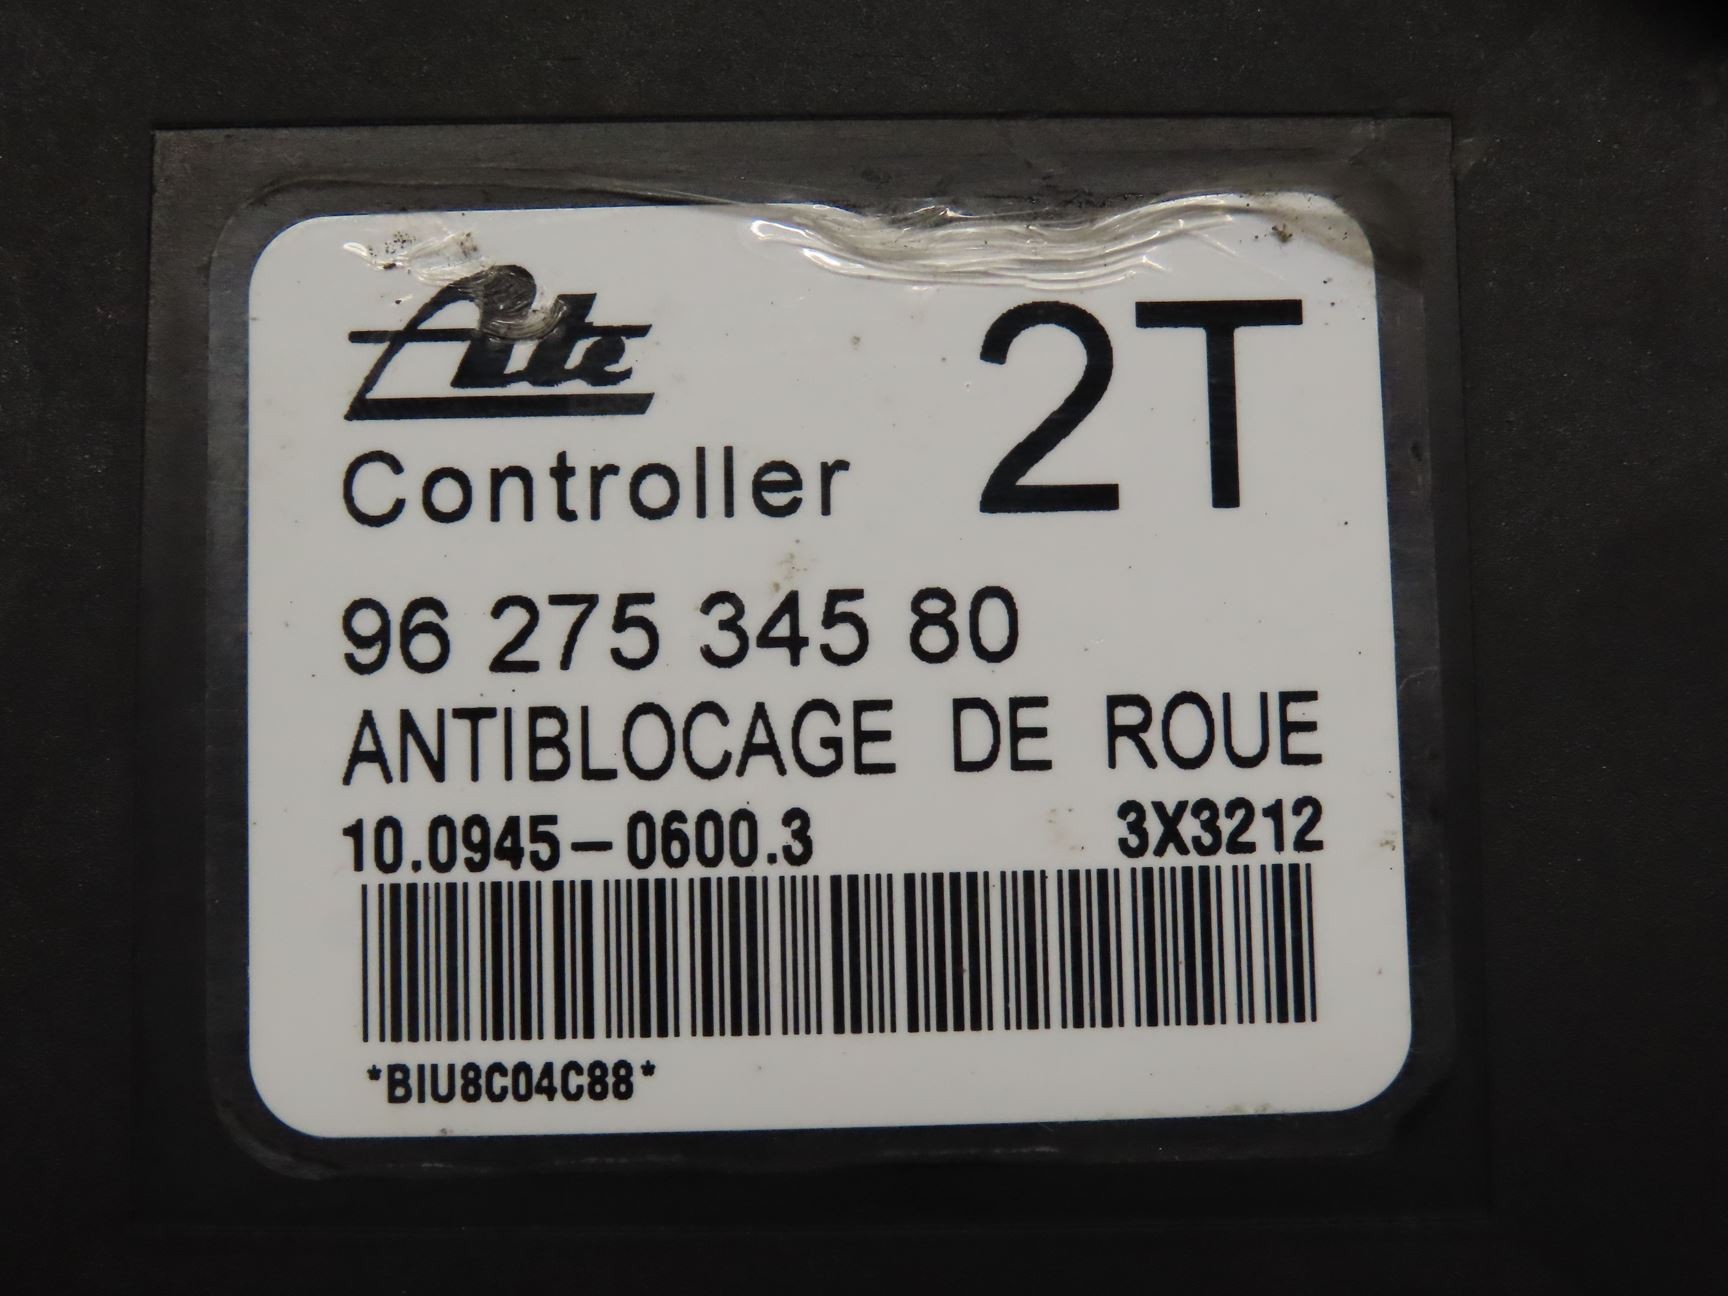 Ate
2T
Controller
96 275 345 80
ANTIBLOCAGE DE ROUE
10.0945-0600.3 3X3212
*BIU8C04C88*